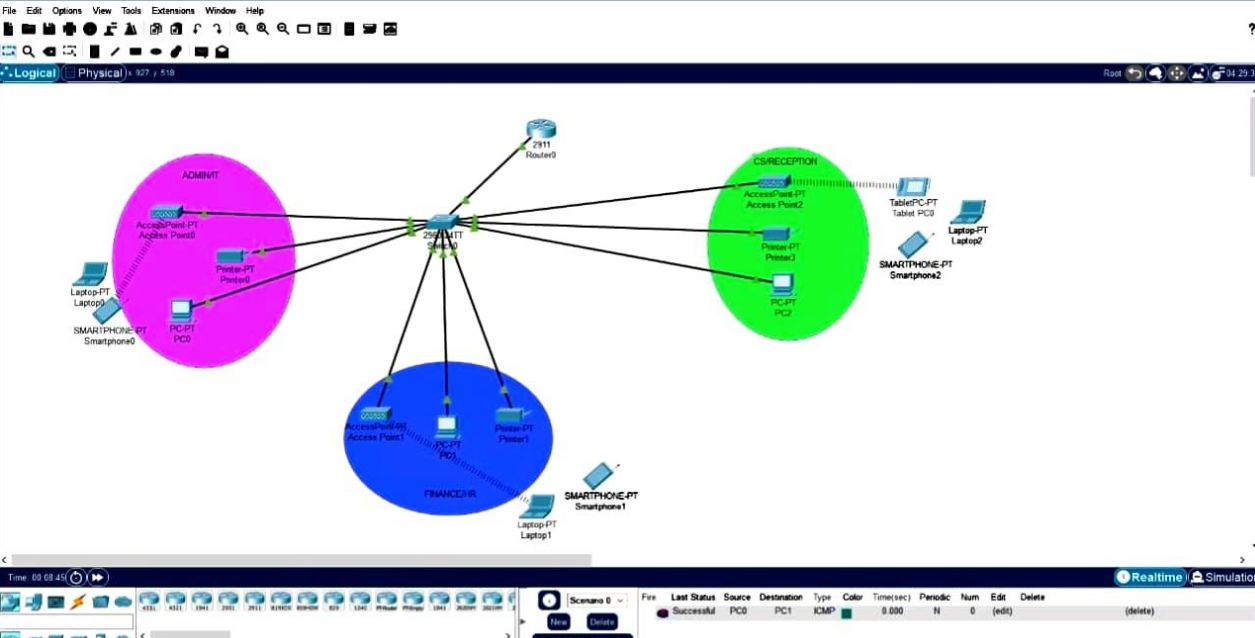 File Edit Options View Tools Extensions Window Help
?
Logical Physical x 927, y 518 Root
2911
Router0
ADMIN/IT
CS/RECEPTION
AccessPoint-PT
Access Point0
AccessPoint-PT
Access Point2
TabletPC-PT
Tablet PC0
Laptop-PT
Laptop2
Switch0
Printer-PT
Printer0
Printer-PT
Printer3
SMARTPHONE-PT
Smartphone2
Laptop-PT
Laptop0
SMARTPHONE-PT
Smartphone0
PC-PT
PC0
PC-PT
PC2
AccessPoint-PT
Access Point1
PC-PT
PC1
Printer-PT
Printer1
FINANCE/HR
SMARTPHONE-PT
Smartphone1
Laptop-PT
Laptop1
Time: 00:08:45 Realtime Simulation
4331 4321 1941 2901 2911 819IOX 819HGW 829 1240 PT-Router PT-Empty 1841 2620XM 2621XM
Scenario 0
New Delete
Fire Last Status Source Destination Type Color Time(sec) Periodic Num Edit Delete
Successful PC0 PC1 ICMP 0.000 N 0 (edit) (delete)